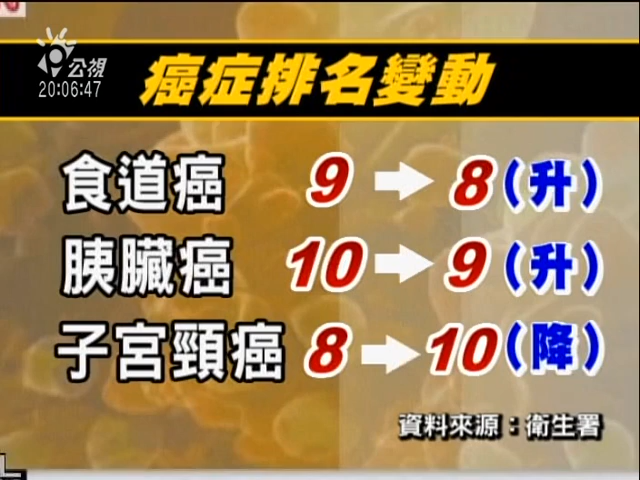 公視
20:06:47
癌症排名變動
食道癌 9 → 8 (升)
胰臟癌 10 → 9 (升)
子宮頸癌 8 → 10 (降)
資料來源：衛生署